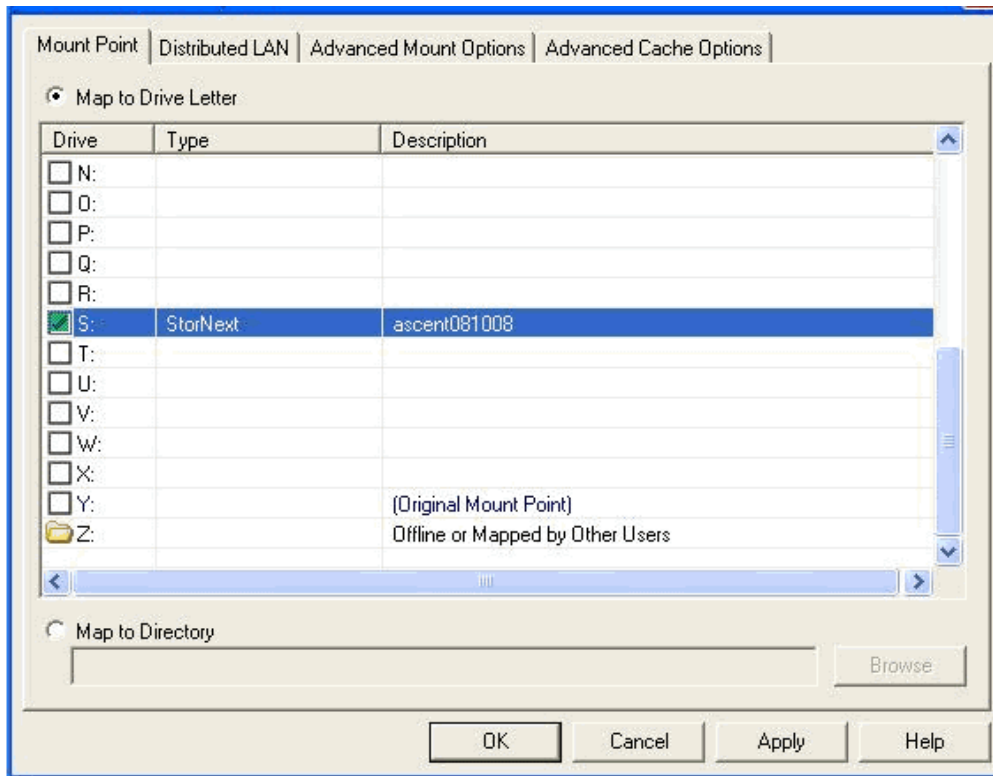 Mount Point Distributed LAN Advanced Mount Options Advanced Cache Options
Map to Drive Letter
Drive Type Description
N:
O:
P:
Q:
R:
S: StorNext ascent081008
T:
U:
V:
W:
X:
Y: (Original Mount Point)
Z: Offline or Mapped by Other Users
Map to Directory
Browse
OK Cancel Apply Help